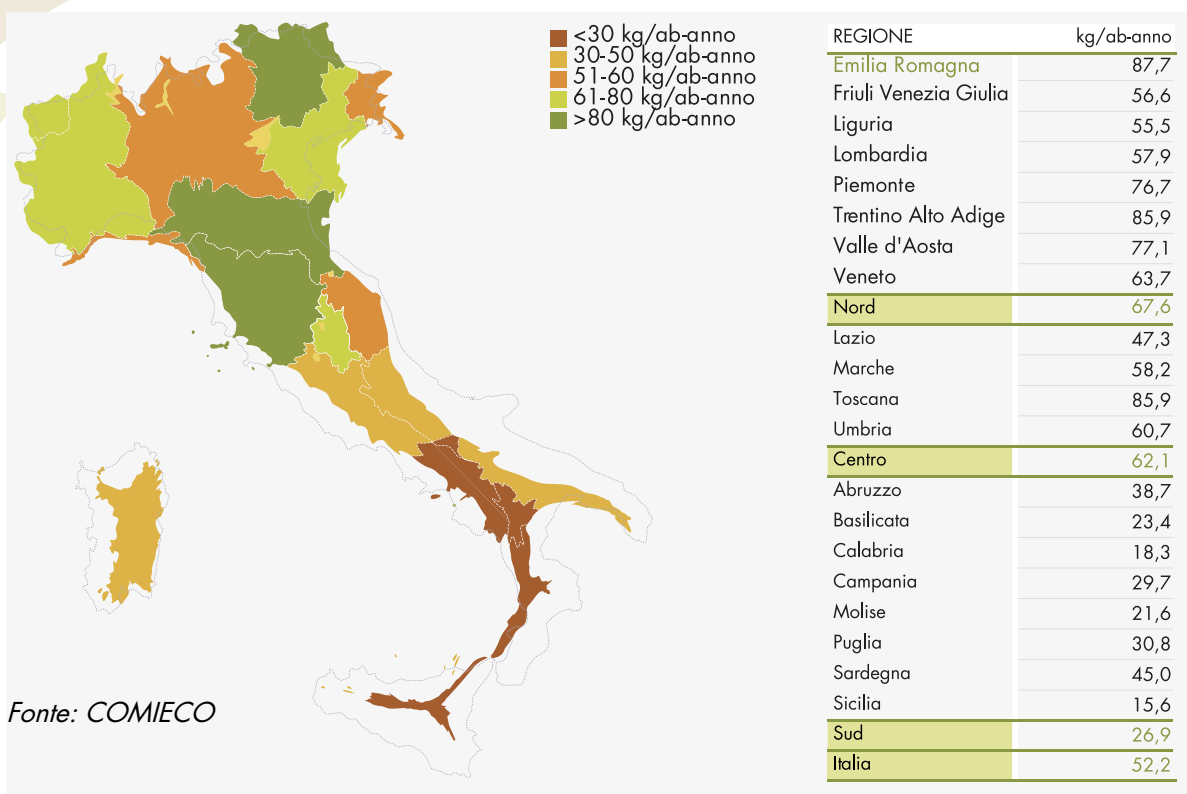 <30 kg/ab-anno
30-50 kg/ab-anno
51-60 kg/ab-anno
61-80 kg/ab-anno
>80 kg/ab-anno
Fonte: COMIECO
REGIONE kg/ab-anno
Emilia Romagna 87,7
Friuli Venezia Giulia 56,6
Liguria 55,5
Lombardia 57,9
Piemonte 76,7
Trentino Alto Adige 85,9
Valle d'Aosta 77,1
Veneto 63,7
Nord 67,6
Lazio 47,3
Marche 58,2
Toscana 85,9
Umbria 60,7
Centro 62,1
Abruzzo 38,7
Basilicata 23,4
Calabria 18,3
Campania 29,7
Molise 21,6
Puglia 30,8
Sardegna 45,0
Sicilia 15,6
Sud 26,9
Italia 52,2